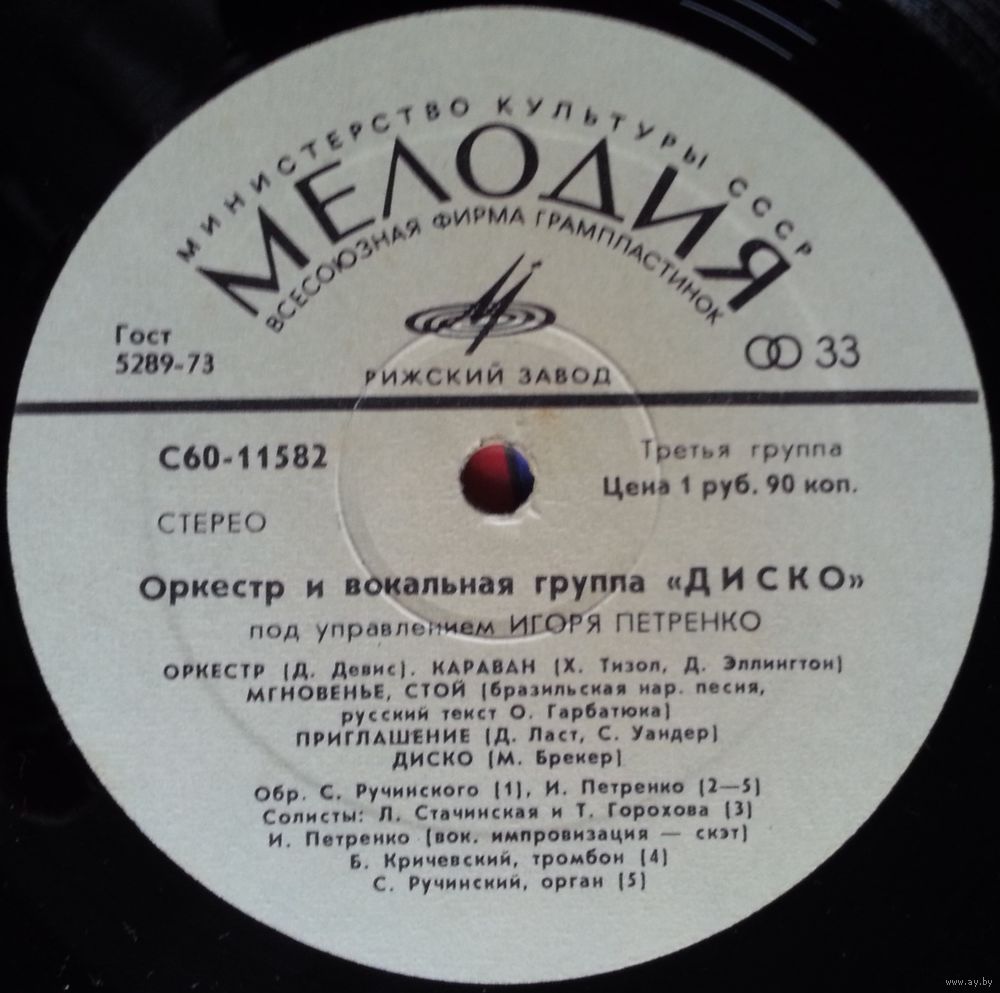 МИНИСТЕРСТВО КУЛЬТУРЫ СССР
МЕЛОДИЯ
ВСЕСОЮЗНАЯ ФИРМА ГРАМПЛАСТИНОК
Гост
5289-73
33
РИЖСКИЙ ЗАВОД
С60-11582
Третья группа
Цена 1 руб. 90 коп.
СТЕРЕО
Оркестр и вокальная группа «ДИСКО»
под управлением ИГОРЯ ПЕТРЕНКО
ОРКЕСТР (Д. Девис). КАРАВАН (Х. Тизол, Д. Эллингтон)
МГНОВЕНЬЕ, СТОЙ (бразильская нар. песня,
русский текст О. Гарбатюка)
ПРИГЛАШЕНИЕ (Д. Ласт, С. Уандер)
ДИСКО (М. Брекер)
Обр. С. Ручинского (1), И. Петренко (2—5)
Солисты: Л. Стачинская и Т. Горохова (3)
И. Петренко (вок. импровизация — скэт)
Б. Кричевский, тромбон (4)
С. Ручинский, орган (5)
www.ay.by